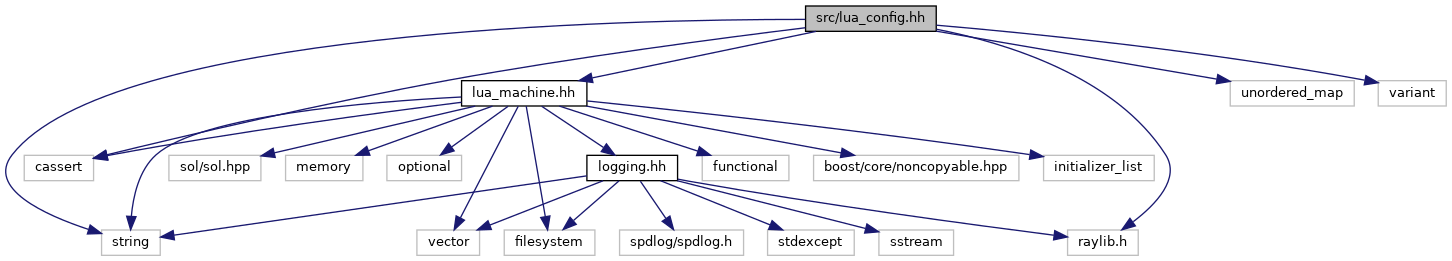 src/lua_config.hh
lua_machine.hh
unordered_map
variant
cassert
sol/sol.hpp
memory
optional
logging.hh
functional
boost/core/noncopyable.hpp
initializer_list
string
vector
filesystem
spdlog/spdlog.h
stdexcept
sstream
raylib.h